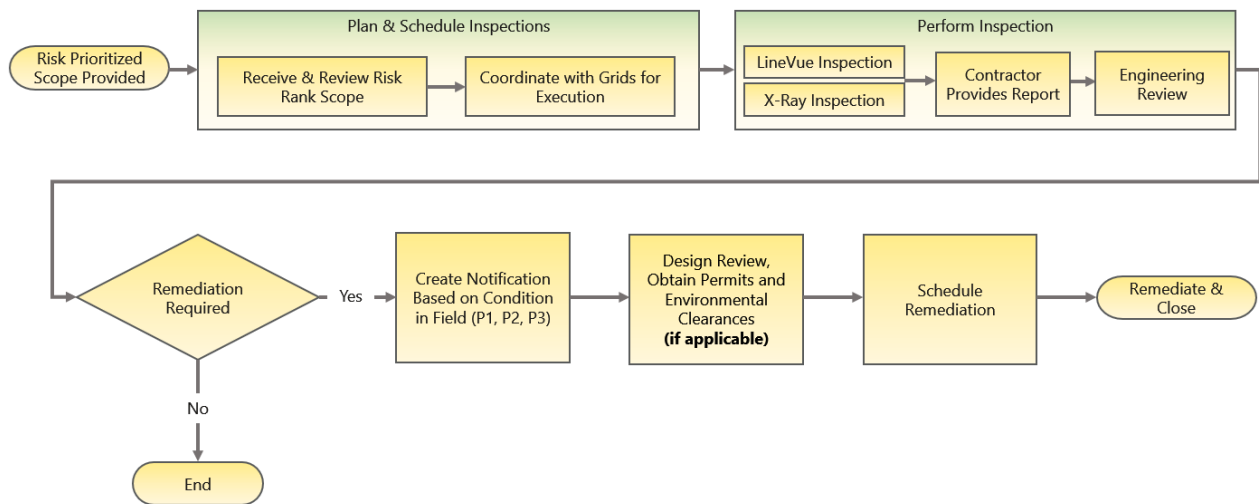 Plan & Schedule Inspections
Perform Inspection
Risk Prioritized
Scope Provided
Receive & Review Risk
Rank Scope
Coordinate with Grids for
Execution
LineVue Inspection
X-Ray Inspection
Contractor
Provides Report
Engineering
Review
Remediation
Required
Yes
No
End
Create Notification
Based on Condition
in Field (P1, P2, P3)
Design Review,
Obtain Permits and
Environmental
Clearances
(if applicable)
Schedule
Remediation
Remediate &
Close